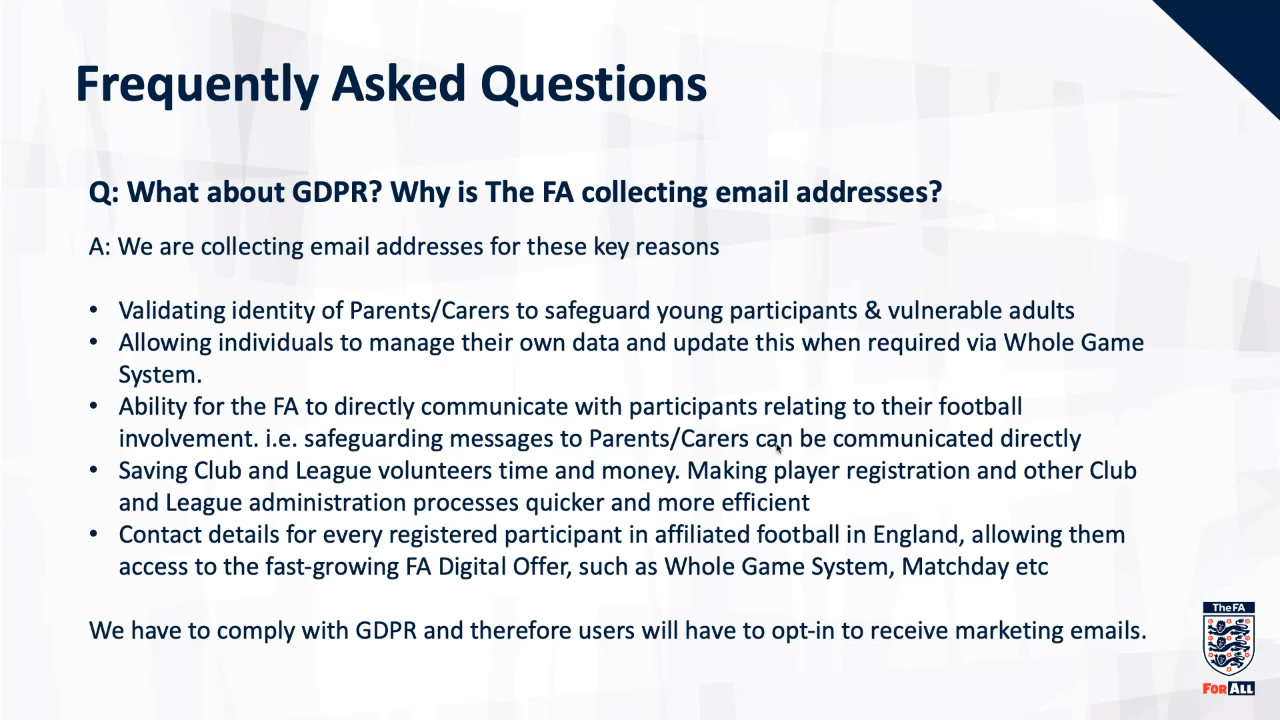 Frequently Asked Questions
Q: What about GDPR? Why is The FA collecting email addresses?
A: We are collecting email addresses for these key reasons
• Validating identity of Parents/Carers to safeguard young participants & vulnerable adults
• Allowing individuals to manage their own data and update this when required via Whole Game
System.
• Ability for the FA to directly communicate with participants relating to their football
involvement. i.e. safeguarding messages to Parents/Carers can be communicated directly
• Saving Club and League volunteers time and money. Making player registration and other Club
and League administration processes quicker and more efficient
• Contact details for every registered participant in affiliated football in England, allowing them
access to the fast-growing FA Digital Offer, such as Whole Game System, Matchday etc
We have to comply with GDPR and therefore users will have to opt-in to receive marketing emails.
The FA
FOR ALL